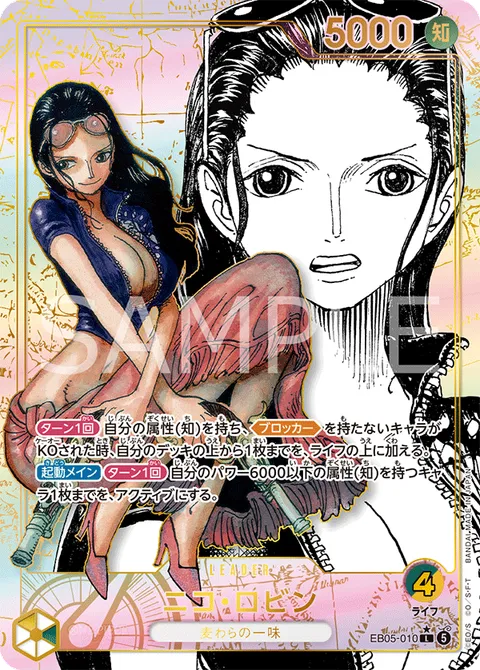 5000 知
SAMPLE
ターン1回 自分の属性(知)を持ち、ブロッカー を持たないキャラが
KOされた時、自分のデッキの上から1枚までを、ライフの上に加える。
起動メイン ターン1回 自分のパワー6000以下の属性(知)を持つキャ
ラ1枚までを、アクティブにする。
LEADER
ニコ・ロビン
麦わらの一味
4
ライフ
EB05-010 L 5
©E.O/S ©O/S・F・T BANDAI,MADE IN JAPAN